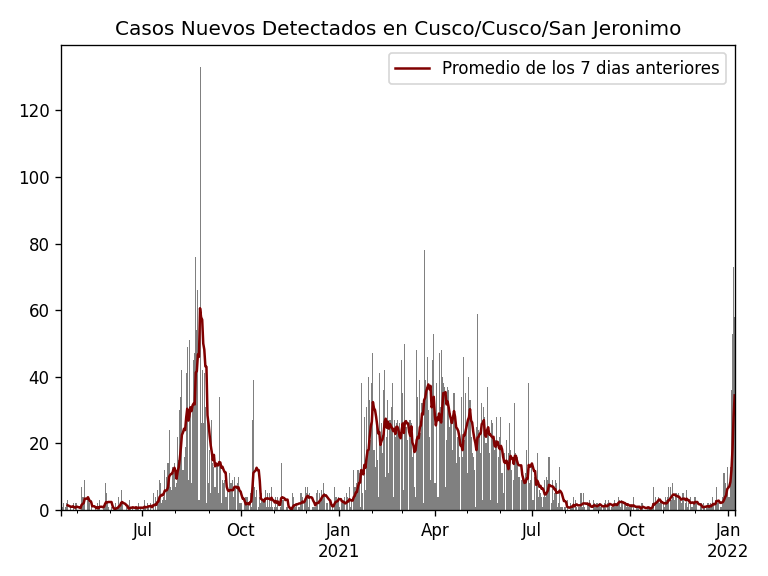 Casos Nuevos Detectados en Cusco/Cusco/San Jeronimo
Promedio de los 7 dias anteriores
120
100
80
60
40
20
0
Jul Oct Jan Apr Jul Oct Jan
2021 2022